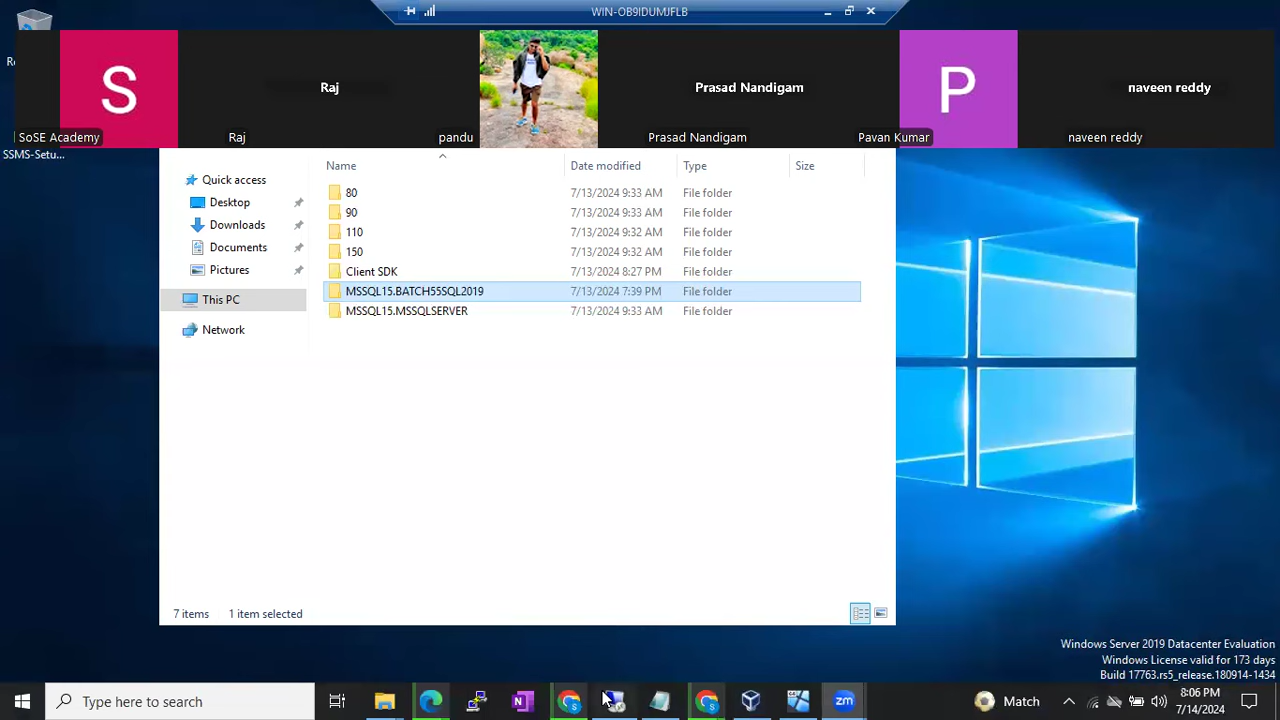 WIN-OB9IDUMJFLB
S
Raj
Prasad Nandigam
P
naveen reddy
SoSE Academy
Raj
pandu
Prasad Nandigam
Pavan Kumar
naveen reddy
SSMS-Setu...
Name
Date modified
Type
Size
Quick access
Desktop
Downloads
Documents
Pictures
This PC
Network
80 7/13/2024 9:33 AM File folder
90 7/13/2024 9:33 AM File folder
110 7/13/2024 9:32 AM File folder
150 7/13/2024 9:32 AM File folder
Client SDK 7/13/2024 8:27 PM File folder
MSSQL15.BATCH55SQL2019 7/13/2024 7:39 PM File folder
MSSQL15.MSSQLSERVER 7/13/2024 9:33 AM File folder
7 items 1 item selected
Windows Server 2019 Datacenter Evaluation
Windows License valid for 173 days
Build 17763.rs5_release.180914-1434
Type here to search
zm
Match
8:06 PM
7/14/2024